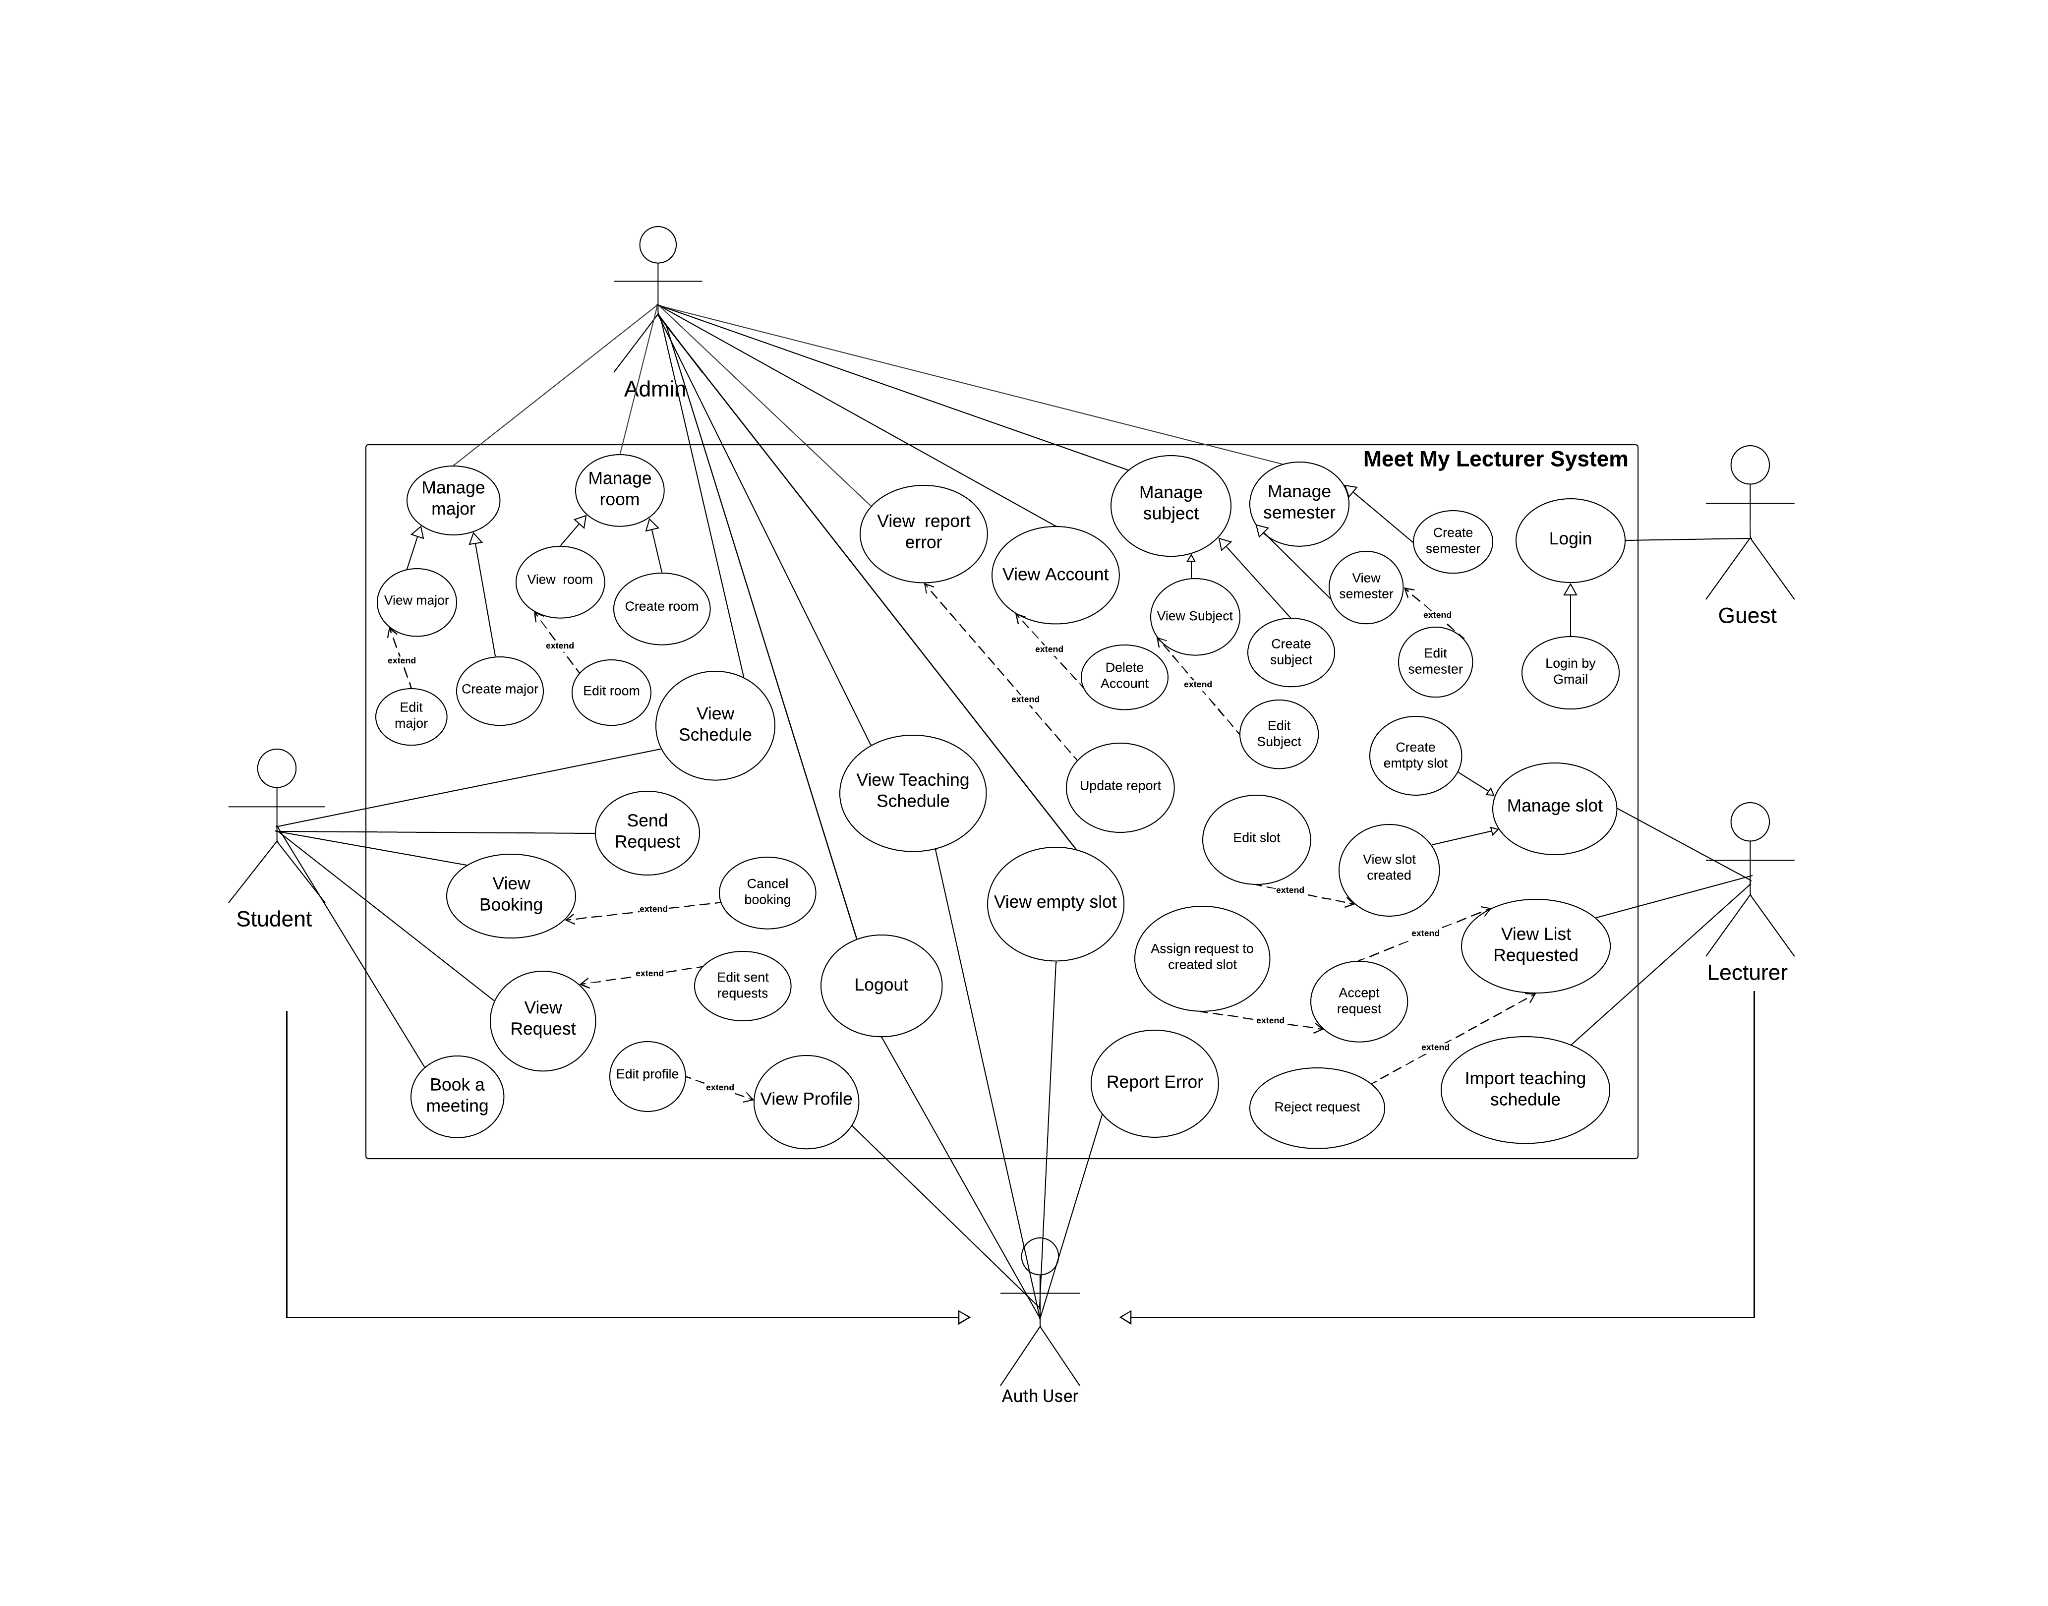 Admin
Meet My Lecturer System
Manage
major
Manage
room
View  report
error
View Account
Manage
subject
Manage
semester
Create
semester
Login
Guest
View major
View  room
Create room
View Subject
View
semester
extend
extend
extend
extend
Create
subject
Edit
semester
Login by
Gmail
extend
Edit
major
Create major
Edit room
Delete
Account
extend
extend
Edit
Subject
View
Schedule
Create
emtpty slot
View Teaching
Schedule
Update report
Manage slot
Send
Request
Edit slot
View slot
created
extend
Student
View
Booking
extend
Cancel
booking
View empty slot
extend
View List
Requested
Assign request to
created slot
Lecturer
extend
Edit sent
requests
Logout
Accept
request
View
Request
extend
extend
Edit profile
extend
View Profile
Report Error
Book a
meeting
Reject request
Import teaching
schedule
Auth User